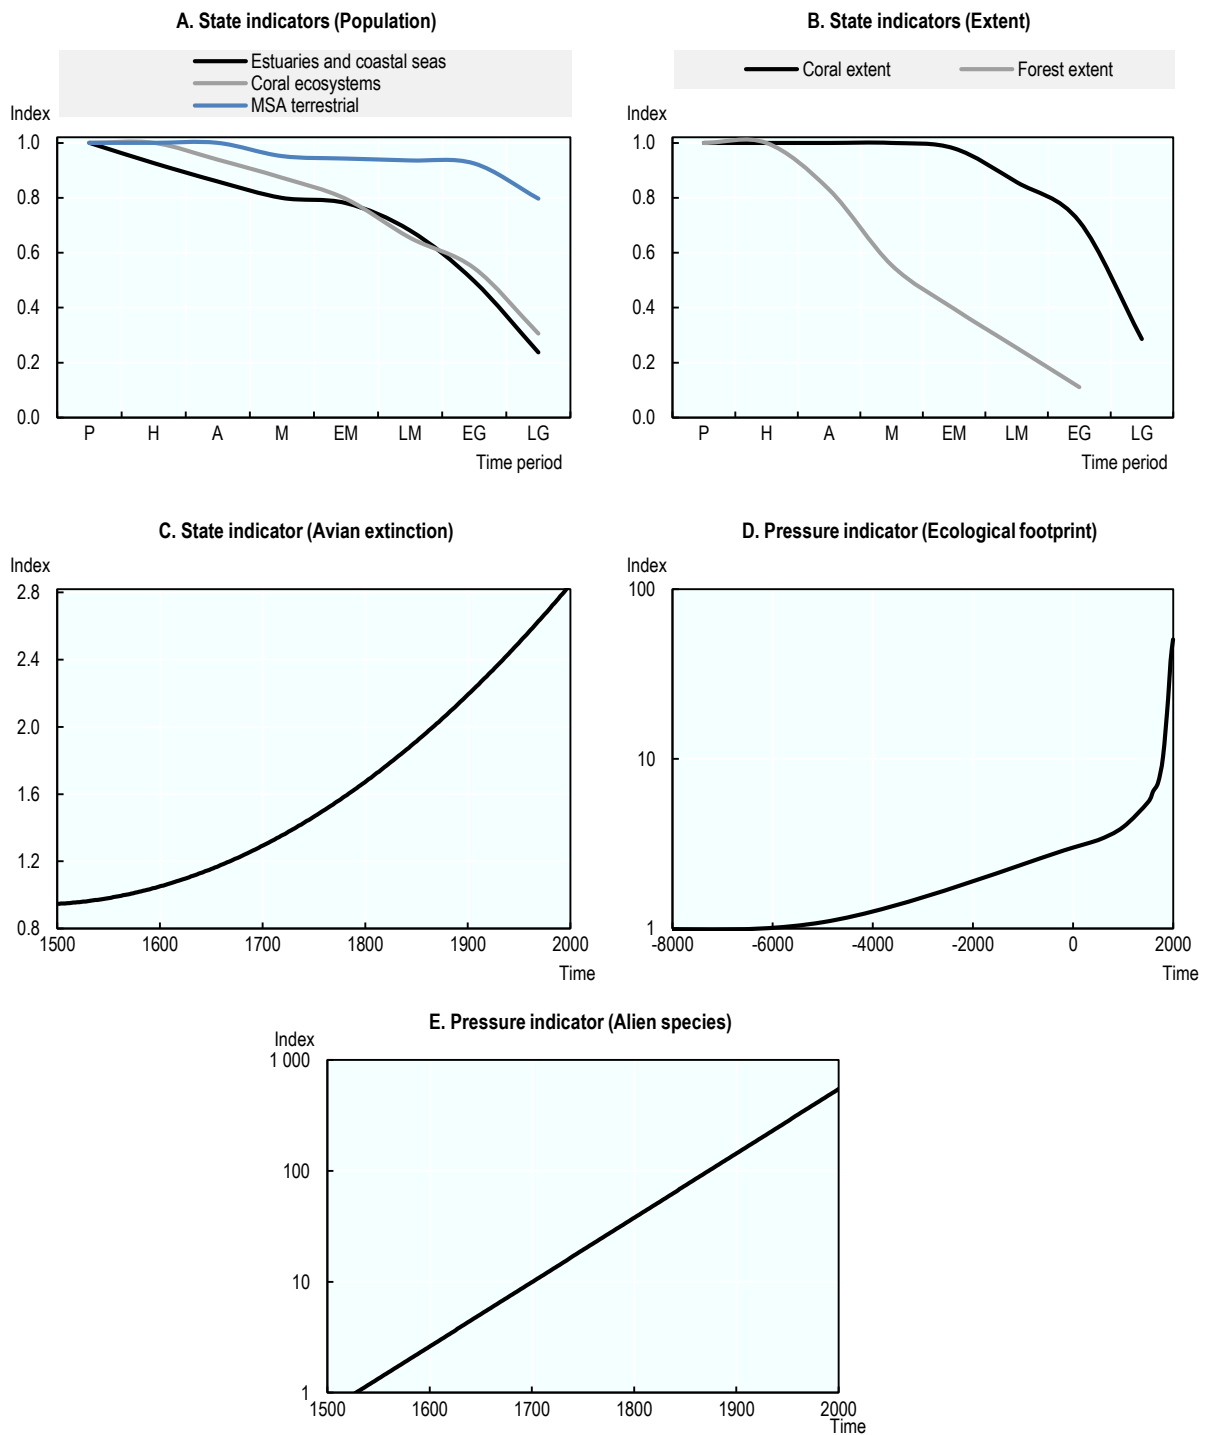 A. State indicators (Population)
Estuaries and coastal seas
Coral ecosystems
MSA terrestrial
Index
1.0
0.8
0.6
0.4
0.2
0.0
P H A M EM LM EG LG
Time period
B. State indicators (Extent)
Coral extent Forest extent
Index
1.0
0.8
0.6
0.4
0.2
0.0
P H A M EM LM EG LG
Time period
C. State indicator (Avian extinction)
Index
2.8
2.4
2.0
1.6
1.2
0.8
1500 1600 1700 1800 1900 2000
Time
D. Pressure indicator (Ecological footprint)
Index
100
10
1
-8000 -6000 -4000 -2000 0 2000
Time
E. Pressure indicator (Alien species)
Index
1 000
100
10
1
1500 1600 1700 1800 1900 2000
Time